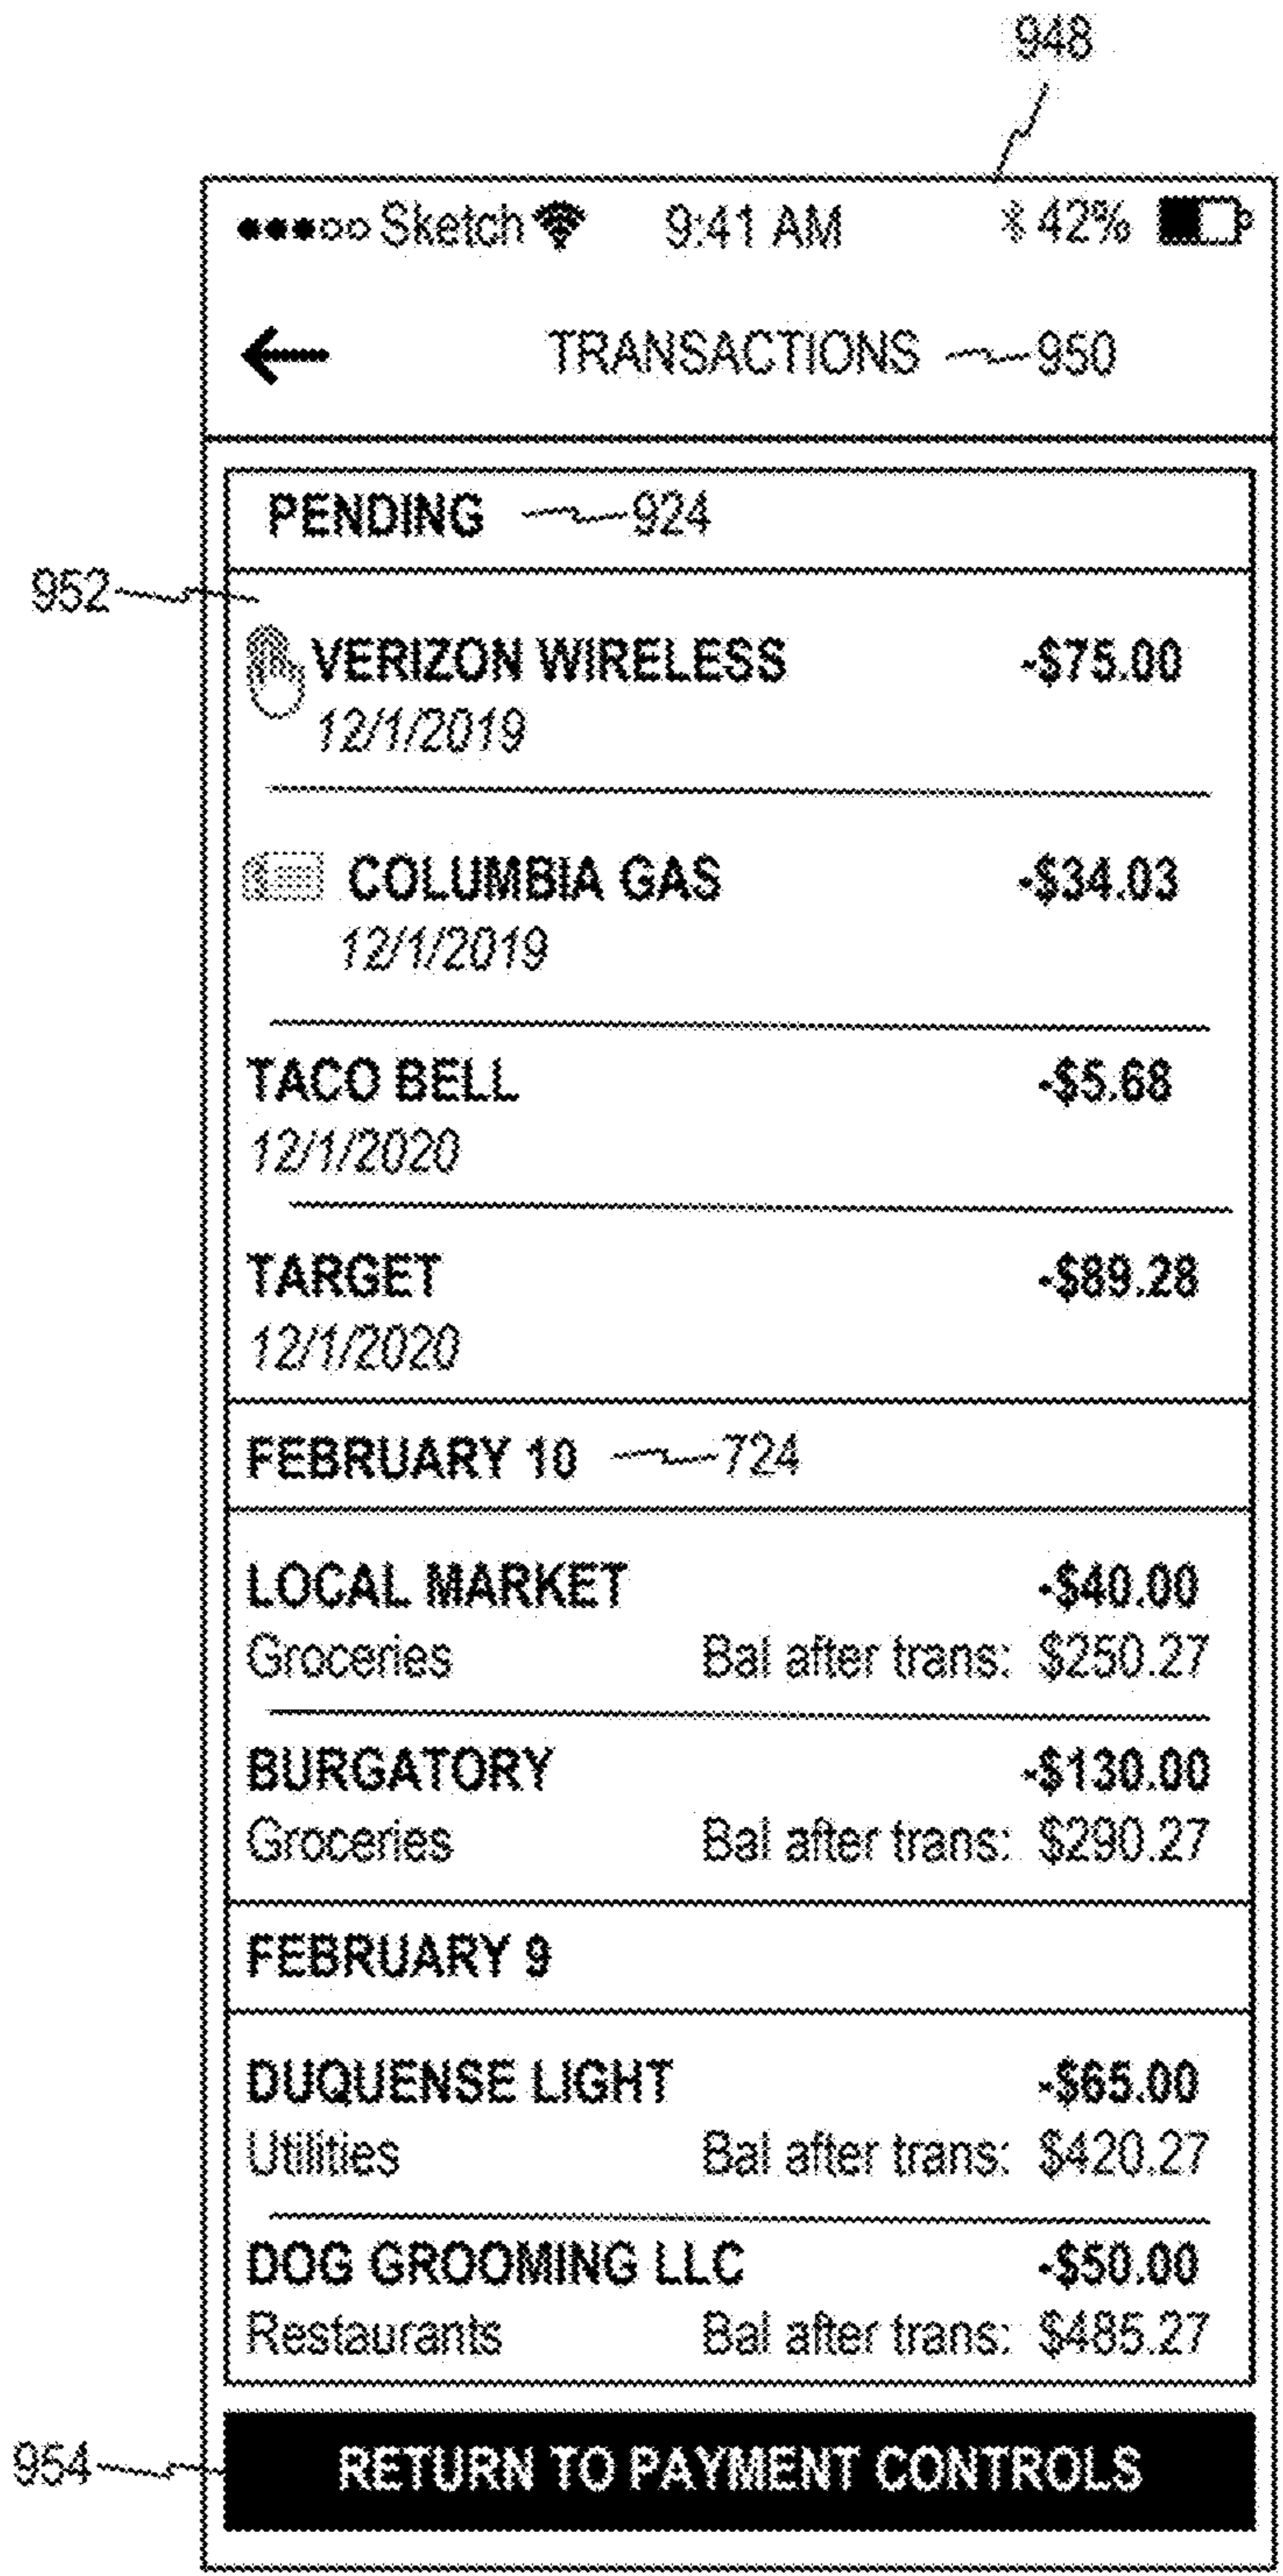 948
Sketch 9:41 AM 42%
TRANSACTIONS 950
PENDING 924
952
VERIZON WIRELESS -$75.00
12/1/2019
COLUMBIA GAS -$34.03
12/1/2019
TACO BELL -$5.68
12/1/2020
TARGET -$89.28
12/1/2020
FEBRUARY 10 724
LOCAL MARKET -$40.00
Groceries Bal after trans: $250.27
BURGATORY -$130.00
Groceries Bal after trans: $290.27
FEBRUARY 9
DUQUENSE LIGHT -$65.00
Utilities Bal after trans: $420.27
DOG GROOMING LLC -$50.00
Restaurants Bal after trans: $485.27
954 RETURN TO PAYMENT CONTROLS